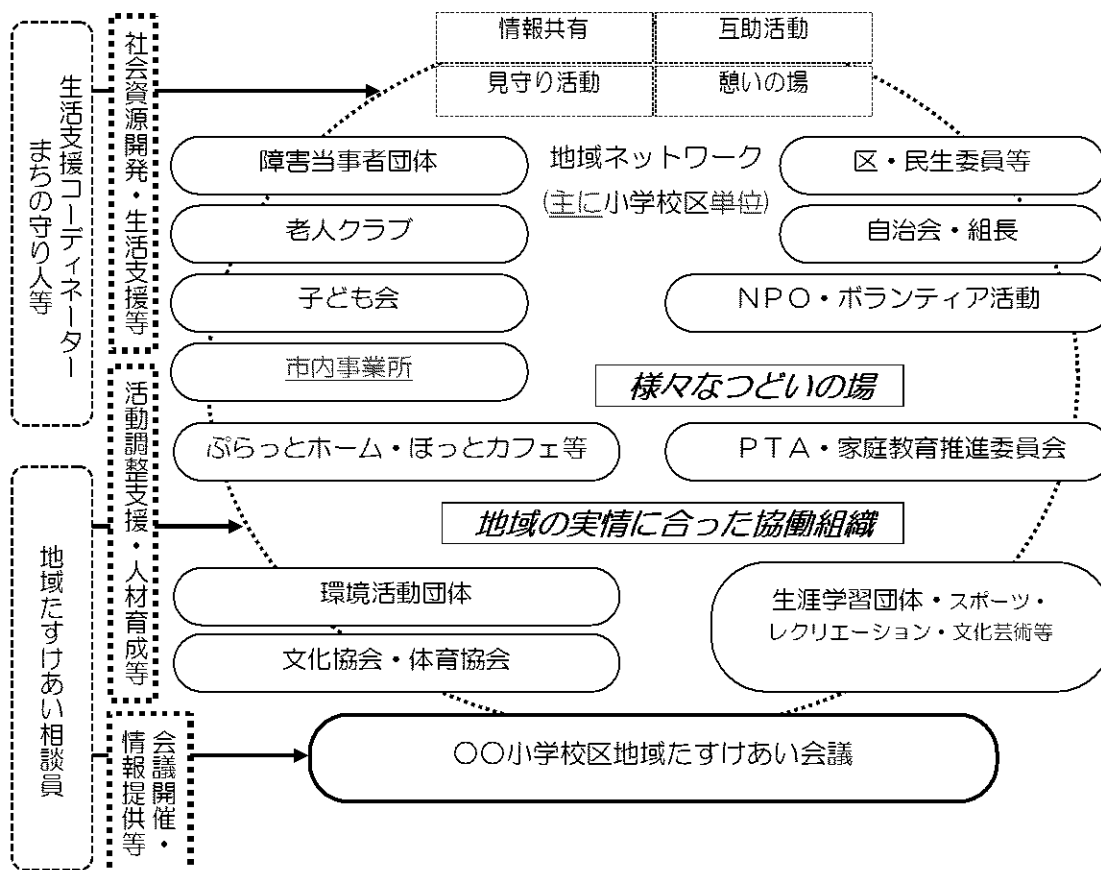 生活支援コーディネーター
まちの守り人等
地域たすけあい相談員
社会資源開発・生活支援等
活動調整支援・人材育成等
会議開催・
情報提供等
情報共有
互助活動
見守り活動
憩いの場
地域ネットワーク
(主に小学校区単位)
障害当事者団体
区・民生委員等
老人クラブ
自治会・組長
子ども会
NPO・ボランティア活動
市内事業所
様々なつどいの場
ぷらっとホーム・ほっとカフェ等
PTA・家庭教育推進委員会
地域の実情に合った協働組織
環境活動団体
生涯学習団体・スポーツ・
レクリエーション・文化芸術等
文化協会・体育協会
〇〇小学校区地域たすけあい会議